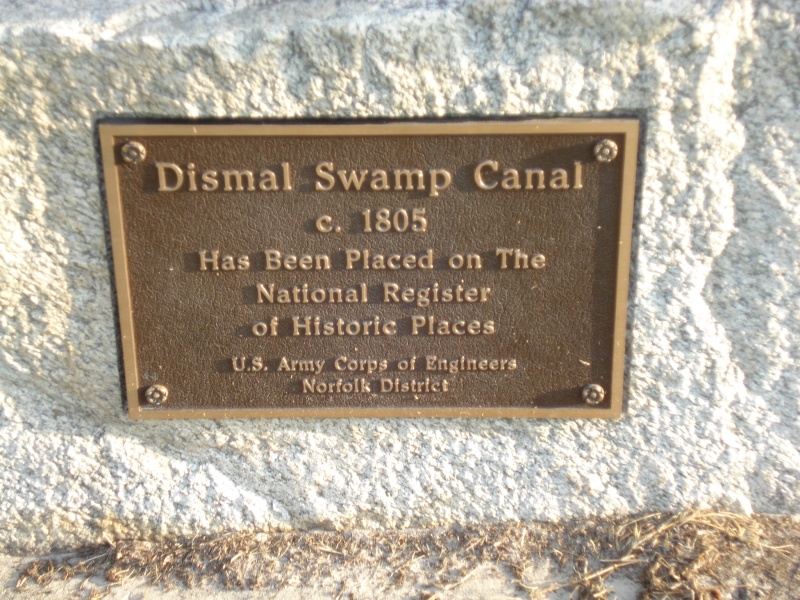 Dismal Swamp Canal
c. 1805
Has Been Placed on The
National Register
of Historic Places
U.S. Army Corps of Engineers
Norfolk District